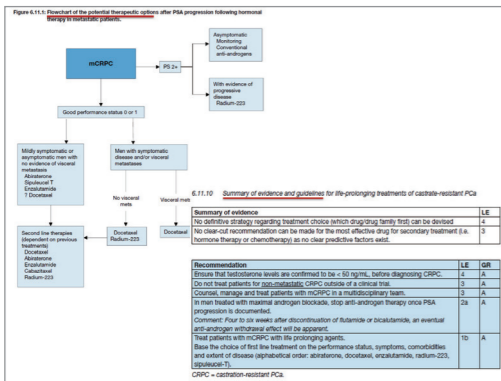 Figure 6.11.1: Flowchart of the potential therapeutic options after PSA progression following hormonal
therapy in metastatic patients.
mCRPC
PS 2+
Asymptomatic
Monitoring
Conventional
anti-androgens
With evidence of
progressive
disease
Radium-223
Good performance status 0 or 1
Mildly symptomatic or
asymptomatic men with
no evidence of visceral
metastasis
Abiraterone
Sipuleucel T
Enzalutamide
? Docetaxel
Men with symptomatic
disease and/or visceral
metastases
No visceral
mets
Visceral mets
Second line therapies
(dependent on previous
treatments)
Docetaxel
Abiraterone
Enzalutamide
Cabazitaxel
Radium-223
Docetaxel
Radium-223
Docetaxel
6.11.10 Summary of evidence and guidelines for life-prolonging treatments of castrate-resistant PCa
Summary of evidence LE
No definitive strategy regarding treatment choice (which drug/drug family first) can be devised 4
No clear-cut recommendation can be made for the most effective drug for secondary treatment (i.e. 3
hormone therapy or chemotherapy) as no clear predictive factors exist.
Recommendation LE GR
Ensure that testosterone levels are confirmed to be < 50 ng/mL, before diagnosing CRPC. 4 A
Do not treat patients for non-metastatic CRPC outside of a clinical trial. 3 A
Counsel, manage and treat patients with mCRPC in a multidisciplinary team. 3 A
In men treated with maximal androgen blockade, stop anti-androgen therapy once PSA 2a A
progression is documented.
Comment: Four to six weeks after discontinuation of flutamide or bicalutamide, an eventual
anti-androgen withdrawal effect will be apparent.
Treat patients with mCRPC with life prolonging agents. 1b A
Base the choice of first line treatment on the performance status, symptoms, comorbidities
and extent of disease (alphabetical order: abiraterone, docetaxel, enzalutamide, radium-223,
sipuleucel-T).
CRPC = castration-resistant PCa.